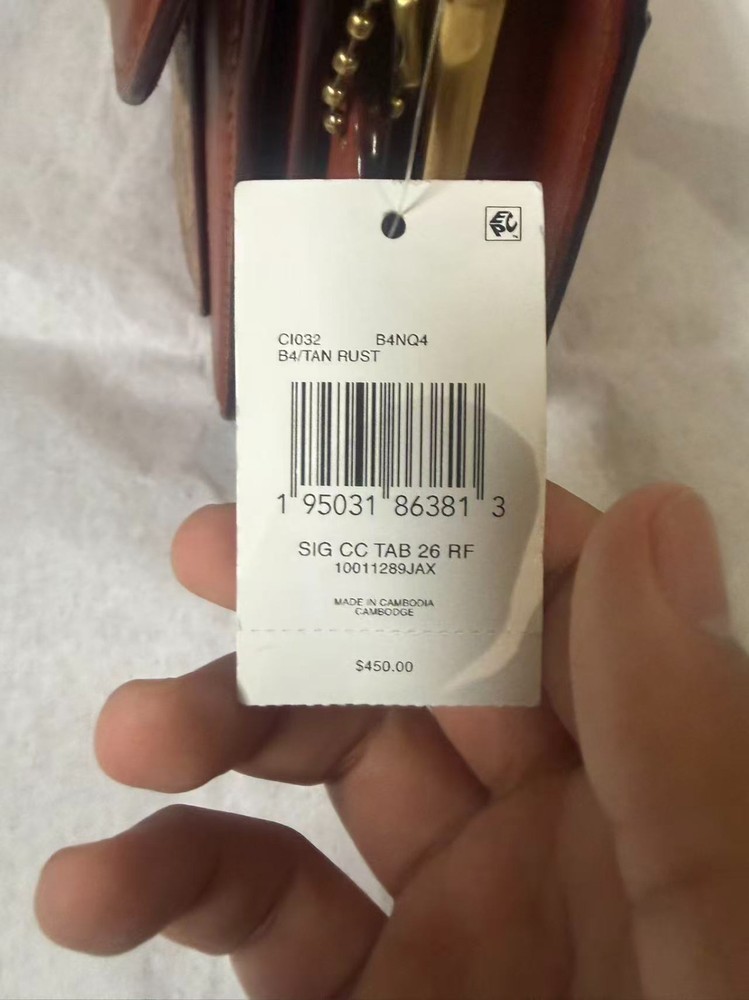 EPC
CI032 B4NQ4
B4/TAN RUST
1 95031 86381 3
SIG CC TAB 26 RF
10011289JAX
MADE IN CAMBODIA
CAMBODGE
$450.00